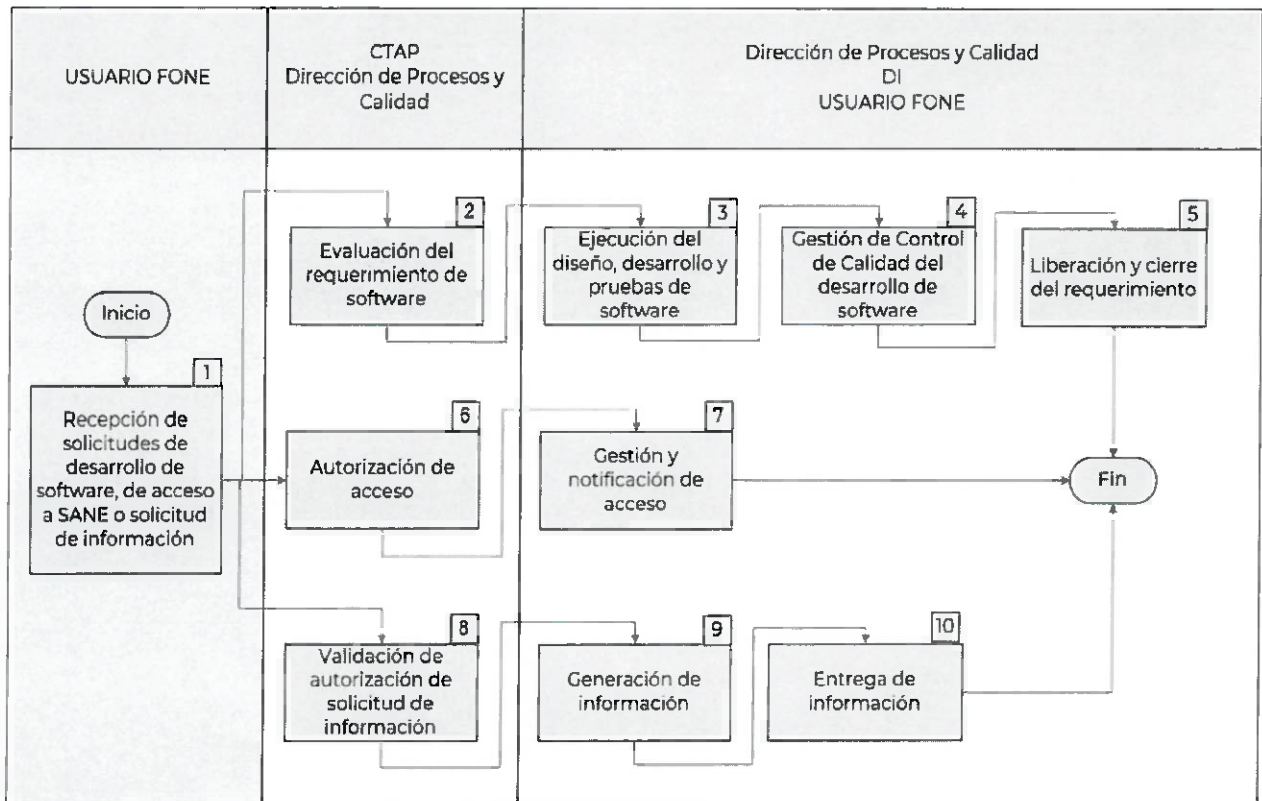 USUARIO FONE
CTAP
Dirección de Procesos y
Calidad
Dirección de Procesos y Calidad
DI
USUARIO FONE
Inicio
1
Recepción de
solicitudes de
desarrollo de
software, de acceso
a SANE o solicitud
de información
2
Evaluación del
requerimiento de
software
3
Ejecución del
diseño, desarrollo y
pruebas de
software
4
Gestión de Control
de Calidad del
desarrollo de
software
5
Liberación y cierre
del requerimiento
6
Autorización de
acceso
7
Gestión y
notificación de
acceso
Fin
8
Validación de
autorización de
solicitud de
información
9
Generación de
información
10
Entrega de
información